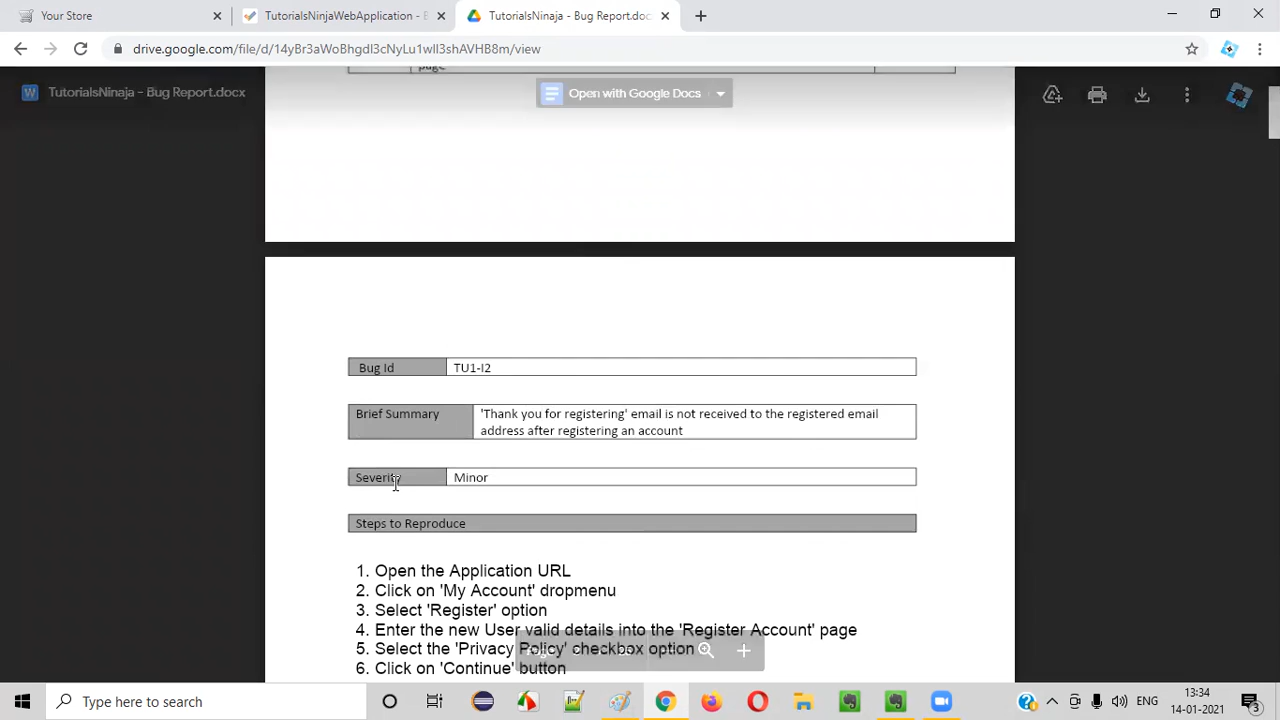 Your Store
TutorialsNinjaWebApplication -
TutorialsNinaja - Bug Report.doc
drive.google.com/file/d/14yBr3aWoBhgdl3cNyLu1wll3shAVHB8m/view
page
TutorialsNinaja - Bug Report.docx
Open with Google Docs
Bug Id TU1-I2
Brief Summary 'Thank you for registering' email is not received to the registered email
address after registering an account
Severity Minor
Steps to Reproduce
1. Open the Application URL
2. Click on 'My Account' dropmenu
3. Select 'Register' option
4. Enter the new User valid details into the 'Register Account' page
5. Select the 'Privacy Policy' checkbox option
6. Click on 'Continue' button
Type here to search
ENG
13:34
14-01-2021
3